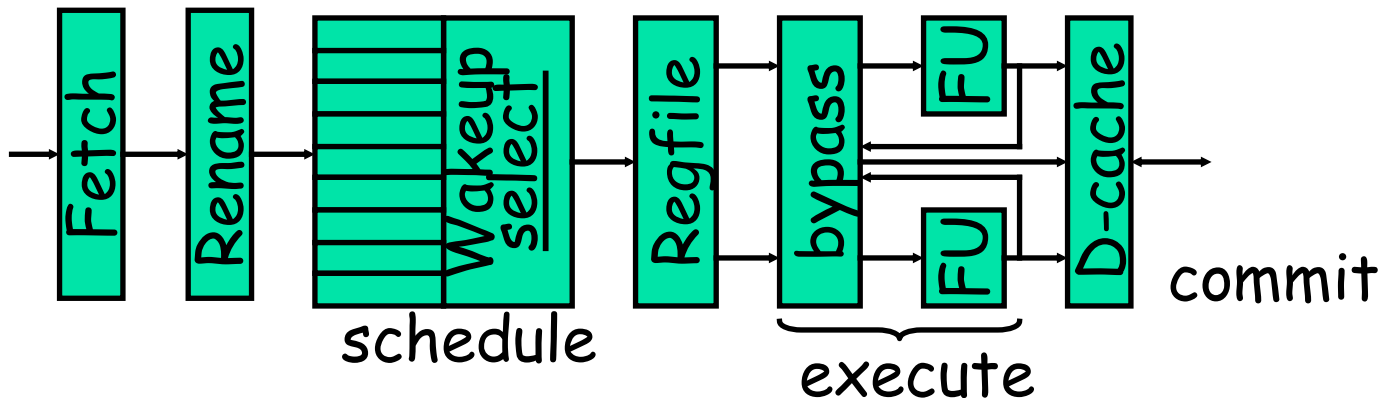 Fetch
Rename
Wakeup
select
schedule
Regfile
bypass
FU
FU
execute
D-cache
commit